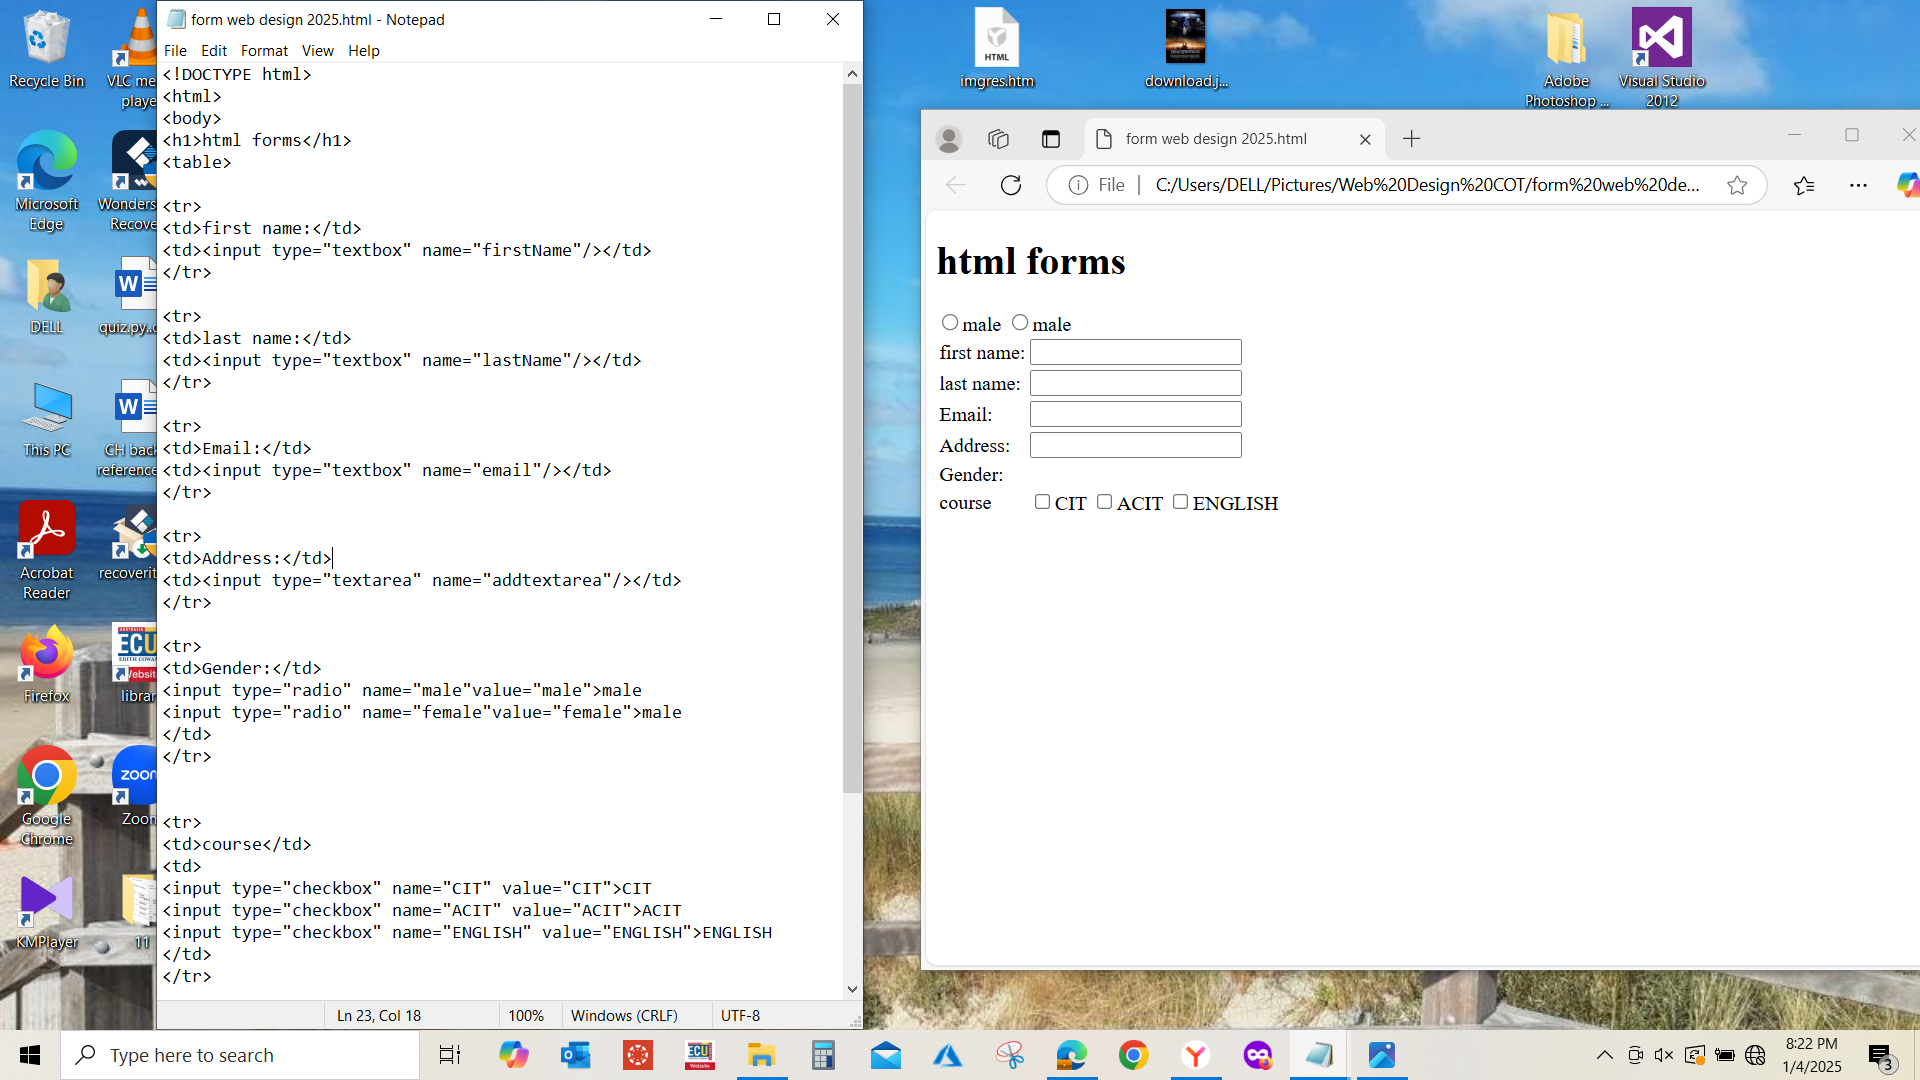 form web design 2025.html - Notepad
File Edit Format View Help
<!DOCTYPE html>
<html>
<body>
<h1>html forms</h1>
<table>
<tr>
<td>first name:</td>
<td><input type="textbox" name="firstName"/></td>
</tr>
<tr>
<td>last name:</td>
<td><input type="textbox" name="lastName"/></td>
</tr>
<tr>
<td>Email:</td>
<td><input type="textbox" name="email"/></td>
</tr>
<tr>
<td>Address:</td>
<td><input type="textarea" name="addtextarea"/></td>
</tr>
<tr>
<td>Gender:</td>
<input type="radio" name="male"value="male">male
<input type="radio" name="female"value="female">male
</td>
</tr>
<tr>
<td>course</td>
<td>
<input type="checkbox" name="CIT" value="CIT">CIT
<input type="checkbox" name="ACIT" value="ACIT">ACIT
<input type="checkbox" name="ENGLISH" value="ENGLISH">ENGLISH
</td>
</tr>
Ln 23, Col 18 100% Windows (CRLF) UTF-8
Recycle Bin
VLC me
playe
Microsoft
Edge
Wonders
Recove
DELL
quiz.py..
This PC
CH back
reference
Acrobat
Reader
recoverit
Firefox
ECU
EDITH COWA
Websit
librar
Google
Chrome
zoom
Zoom
KMPlayer
11
HTML
imgres.htm
download.j...
Adobe
Photoshop ...
Visual Studio
2012
form web design 2025.html
File
C:/Users/DELL/Pictures/Web%20Design%20COT/form%20web%20de...
html forms
male male
first name:
last name:
Email:
Address:
Gender:
course CIT ACIT ENGLISH
Type here to search
ECU
Website
8:22 PM
1/4/2025
3